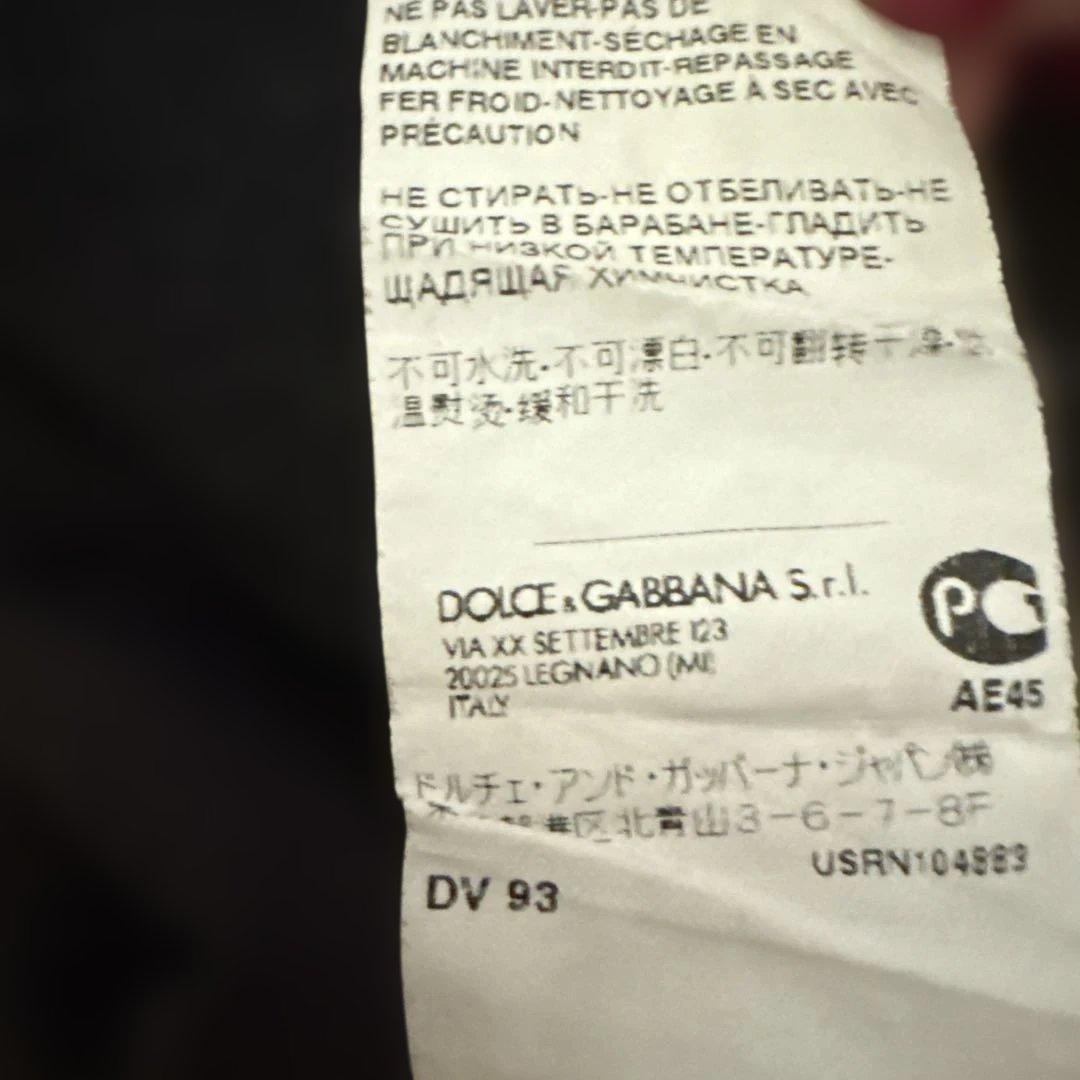 NE PAS LAVER-PAS DE
BLANCHIMENT-SÉCHAGE EN
MACHINE INTERDIT-REPASSAGE
FER FROID-NETTOYAGE À SEC AVEC
PRÉCAUTION
НЕ СТИРАТЬ-НЕ ОТБЕЛИВАТЬ-НЕ
СУШИТЬ В БАРАБАНЕ-ГЛАДИТЬ
ПРИ НИЗКОЙ ТЕМПЕРАТУРЕ-
ЩАДЯЩАЯ ХИМЧИСТКА
不可水洗·不可漂白·不可翻转干燥·
温熨烫·缓和干洗
DOLCE & GABBANA S.r.l.
VIA XX SETTEMBRE 123
20025 LEGNANO (MI)
ITALY
PG
AE45
ドルチェ・アンド・ガッバーナ・ジャパン㈱
港区北青山3-6-7-8F
USRN104983
DV 93